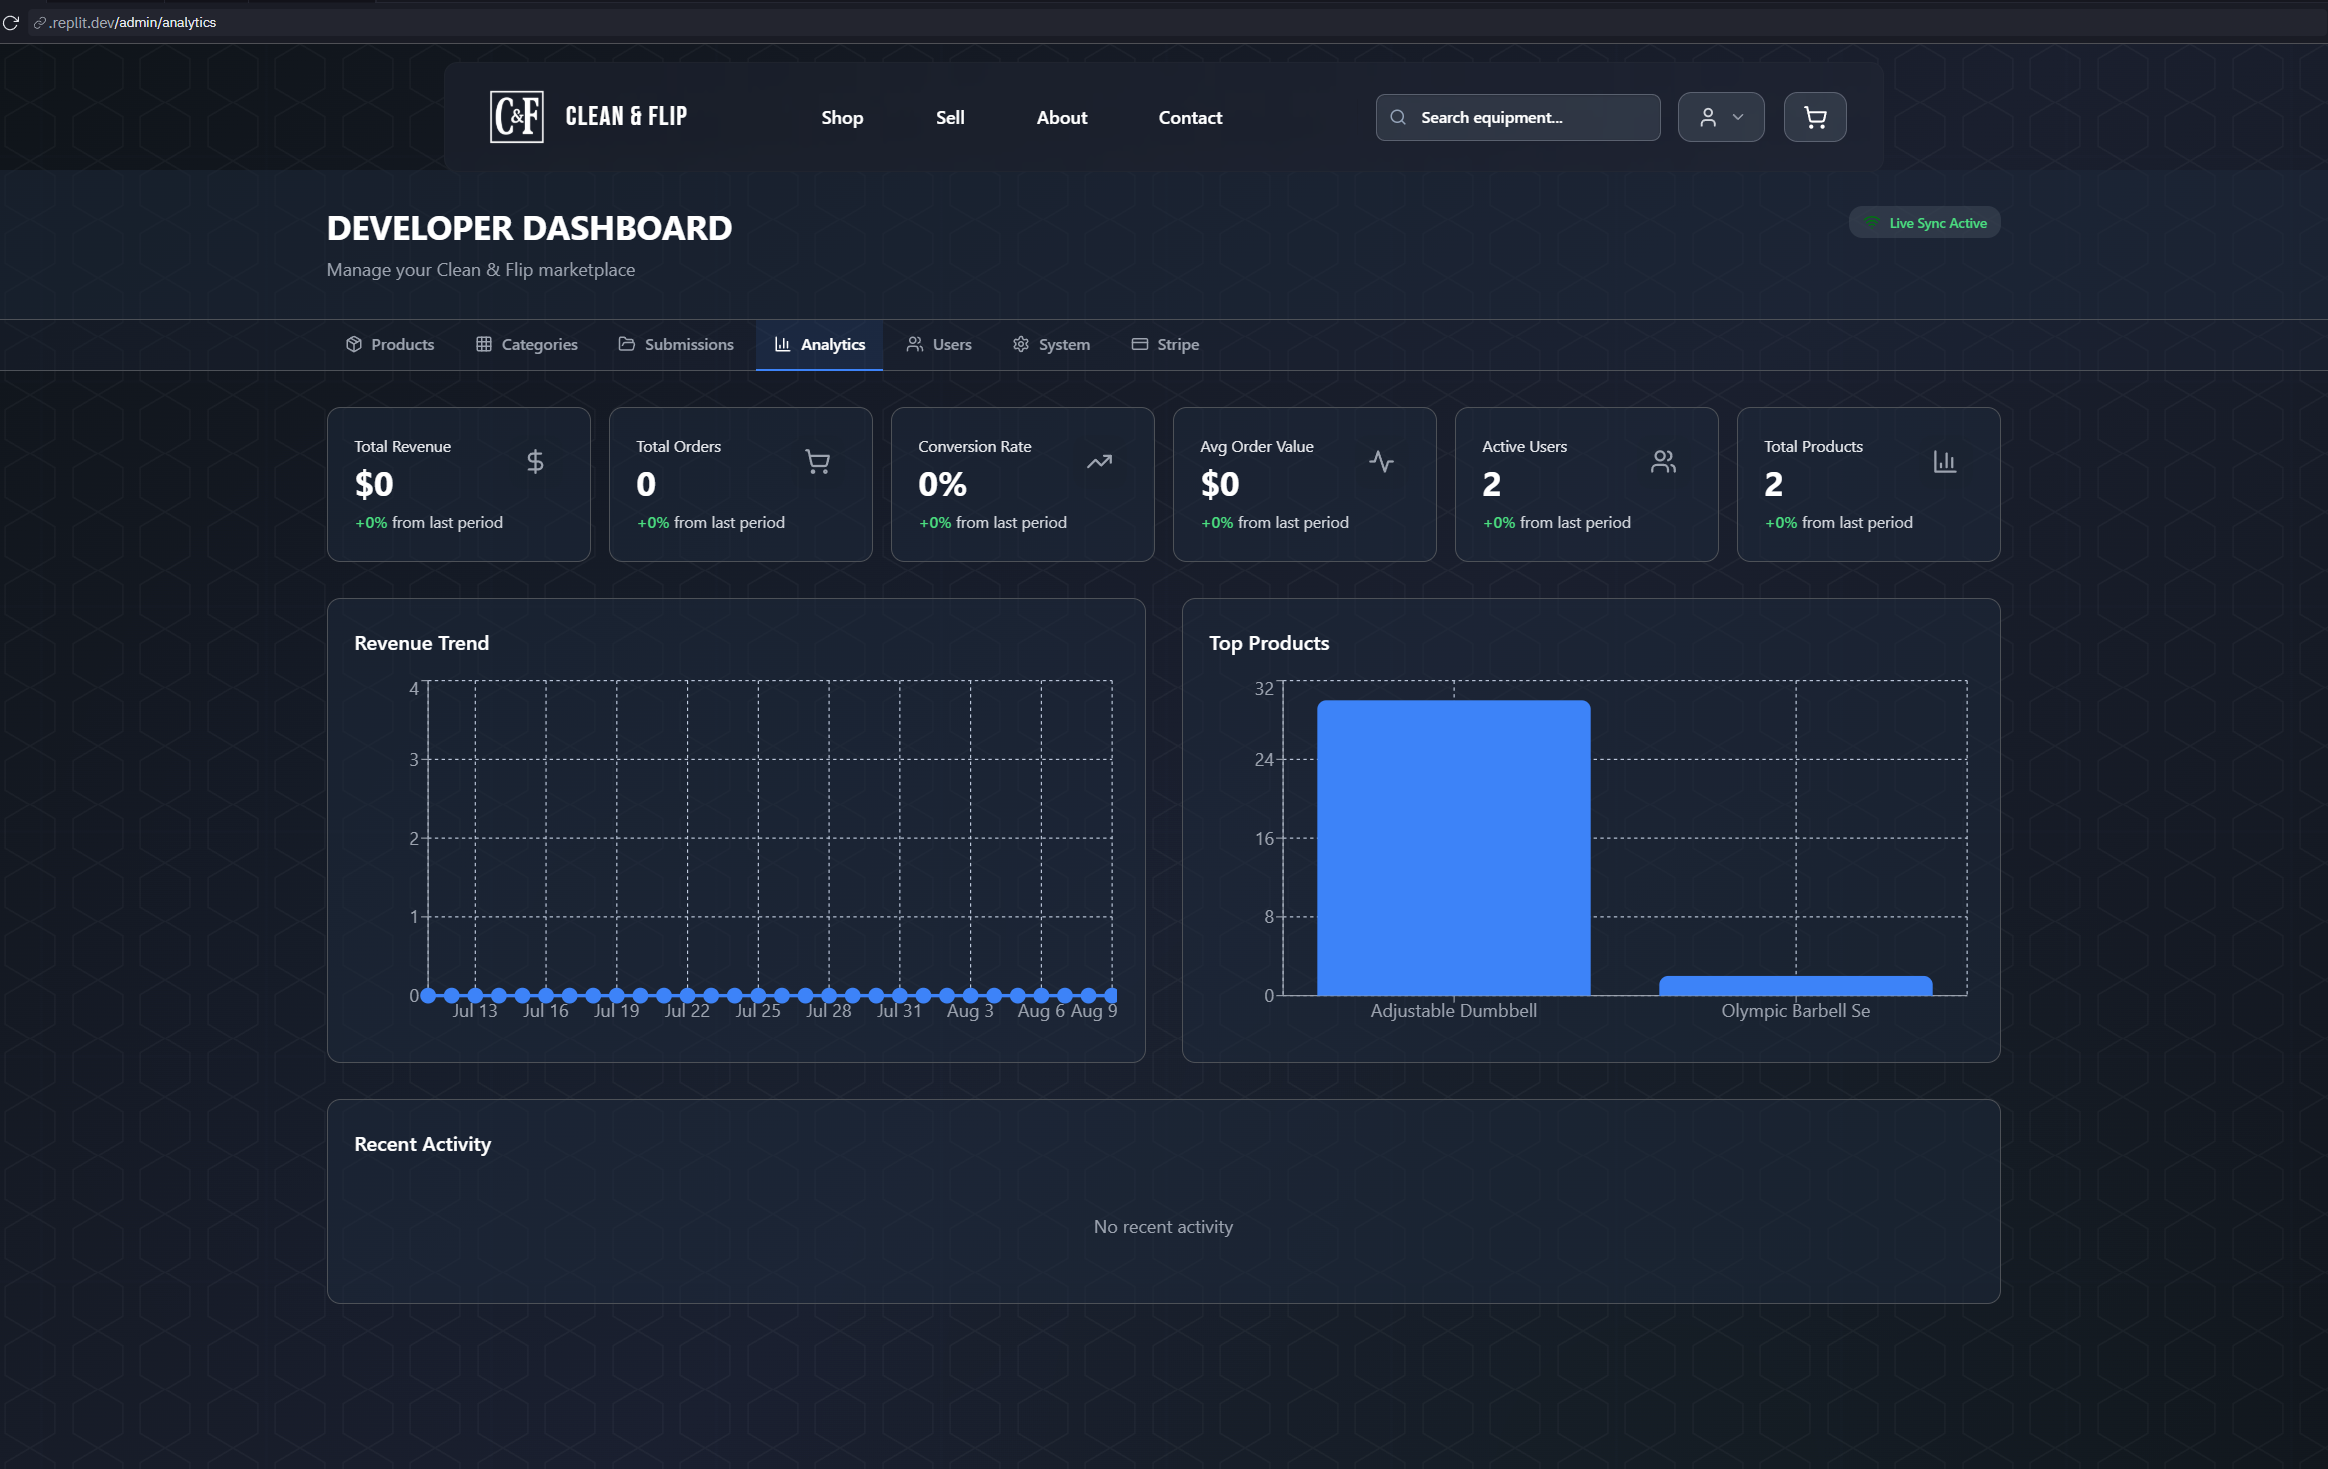 .replit.dev/admin/analytics
C&F CLEAN & FLIP Shop Sell About Contact Search equipment...
DEVELOPER DASHBOARD
Live Sync Active
Manage your Clean & Flip marketplace
Products Categories Submissions Analytics Users System Stripe
Total Revenue
$0
+0% from last period
Total Orders
0
+0% from last period
Conversion Rate
0%
+0% from last period
Avg Order Value
$0
+0% from last period
Active Users
2
+0% from last period
Total Products
2
+0% from last period
Revenue Trend
4
3
2
1
0
Jul 13 Jul 16 Jul 19 Jul 22 Jul 25 Jul 28 Jul 31 Aug 3 Aug 6 Aug 9
Top Products
32
24
16
8
0
Adjustable Dumbbell Olympic Barbell Se
Recent Activity
No recent activity